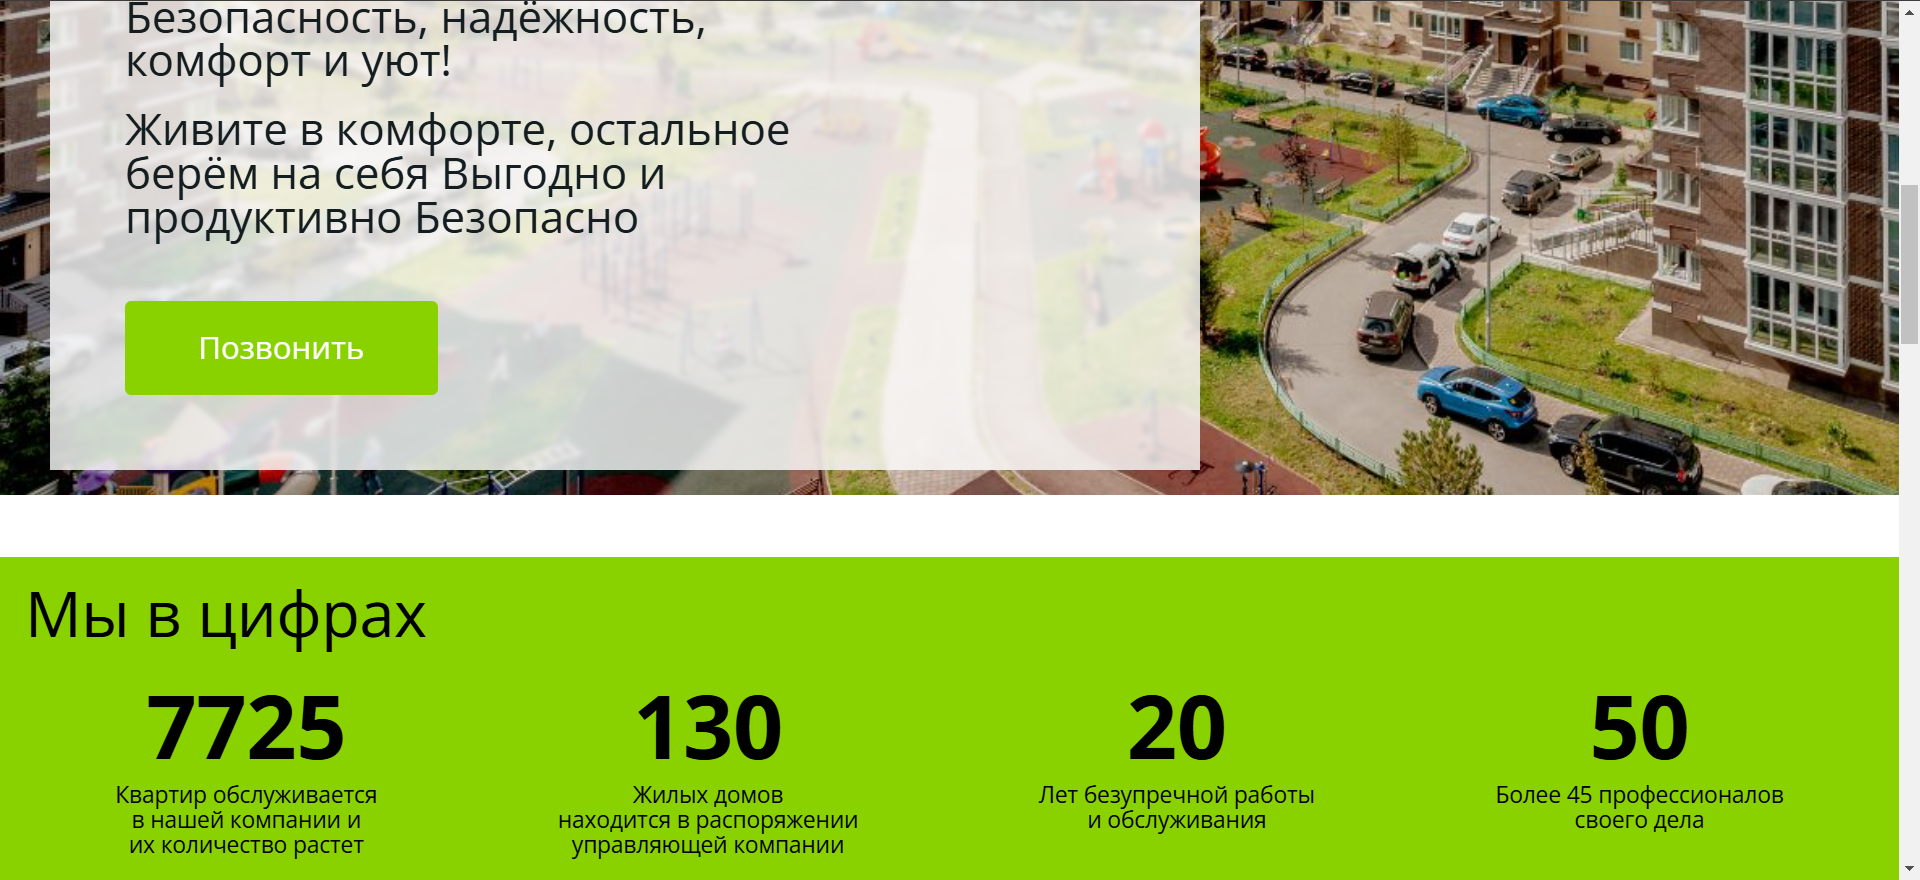 Безопасность, надёжность,
комфорт и уют!
Живите в комфорте, остальное
берём на себя Выгодно и
продуктивно Безопасно
Позвонить
Мы в цифрах
7725
Квартир обслуживается
в нашей компании и
их количество растет
130
Жилых домов
находится в распоряжении
управляющей компании
20
Лет безупречной работы
и обслуживания
50
Более 45 профессионалов
своего дела